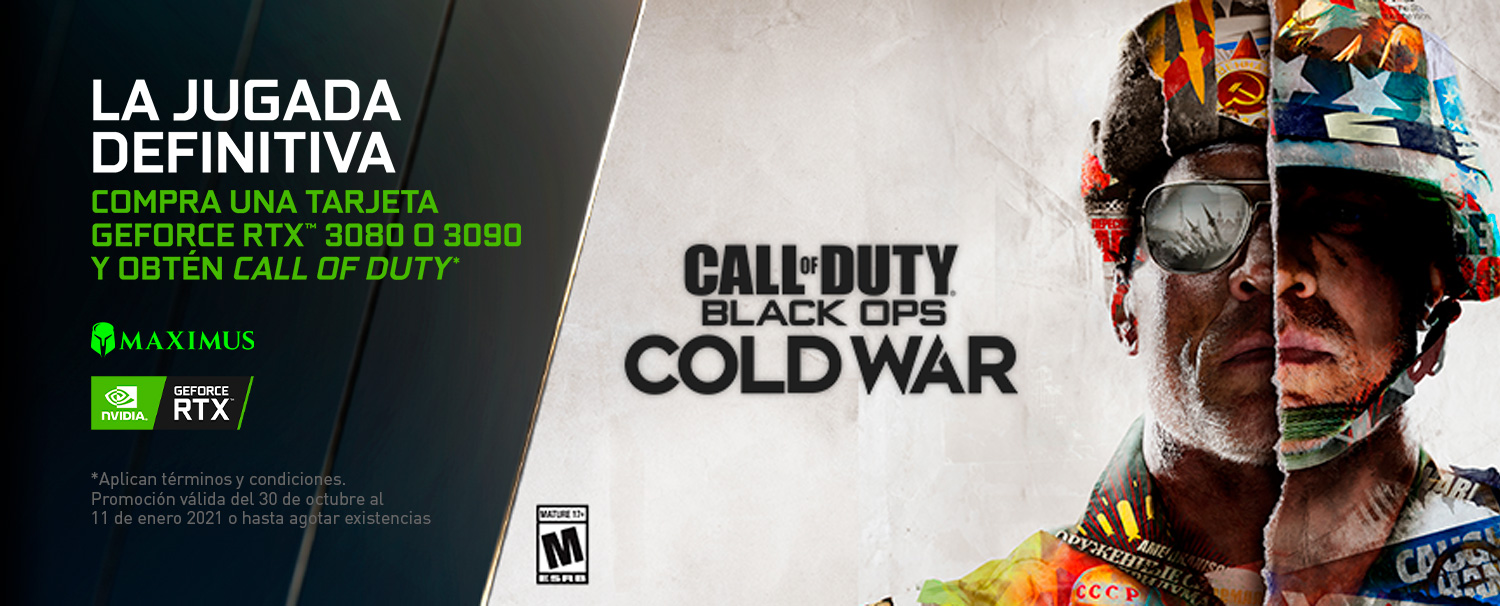 LA JUGADA
DEFINITIVA
COMPRA UNA TARJETA
GEFORCE RTX™ 3080 O 3090
Y OBTÉN CALL OF DUTY*
MAXIMUS
NVIDIA.
GEFORCE
RTX™
*Aplican términos y condiciones.
Promoción válida del 30 de octubre al
11 de enero 2021 o hasta agotar existencias
CALL OF DUTY®
BLACK OPS
COLD WAR
MATURE 17+
M
ESRB
СССР